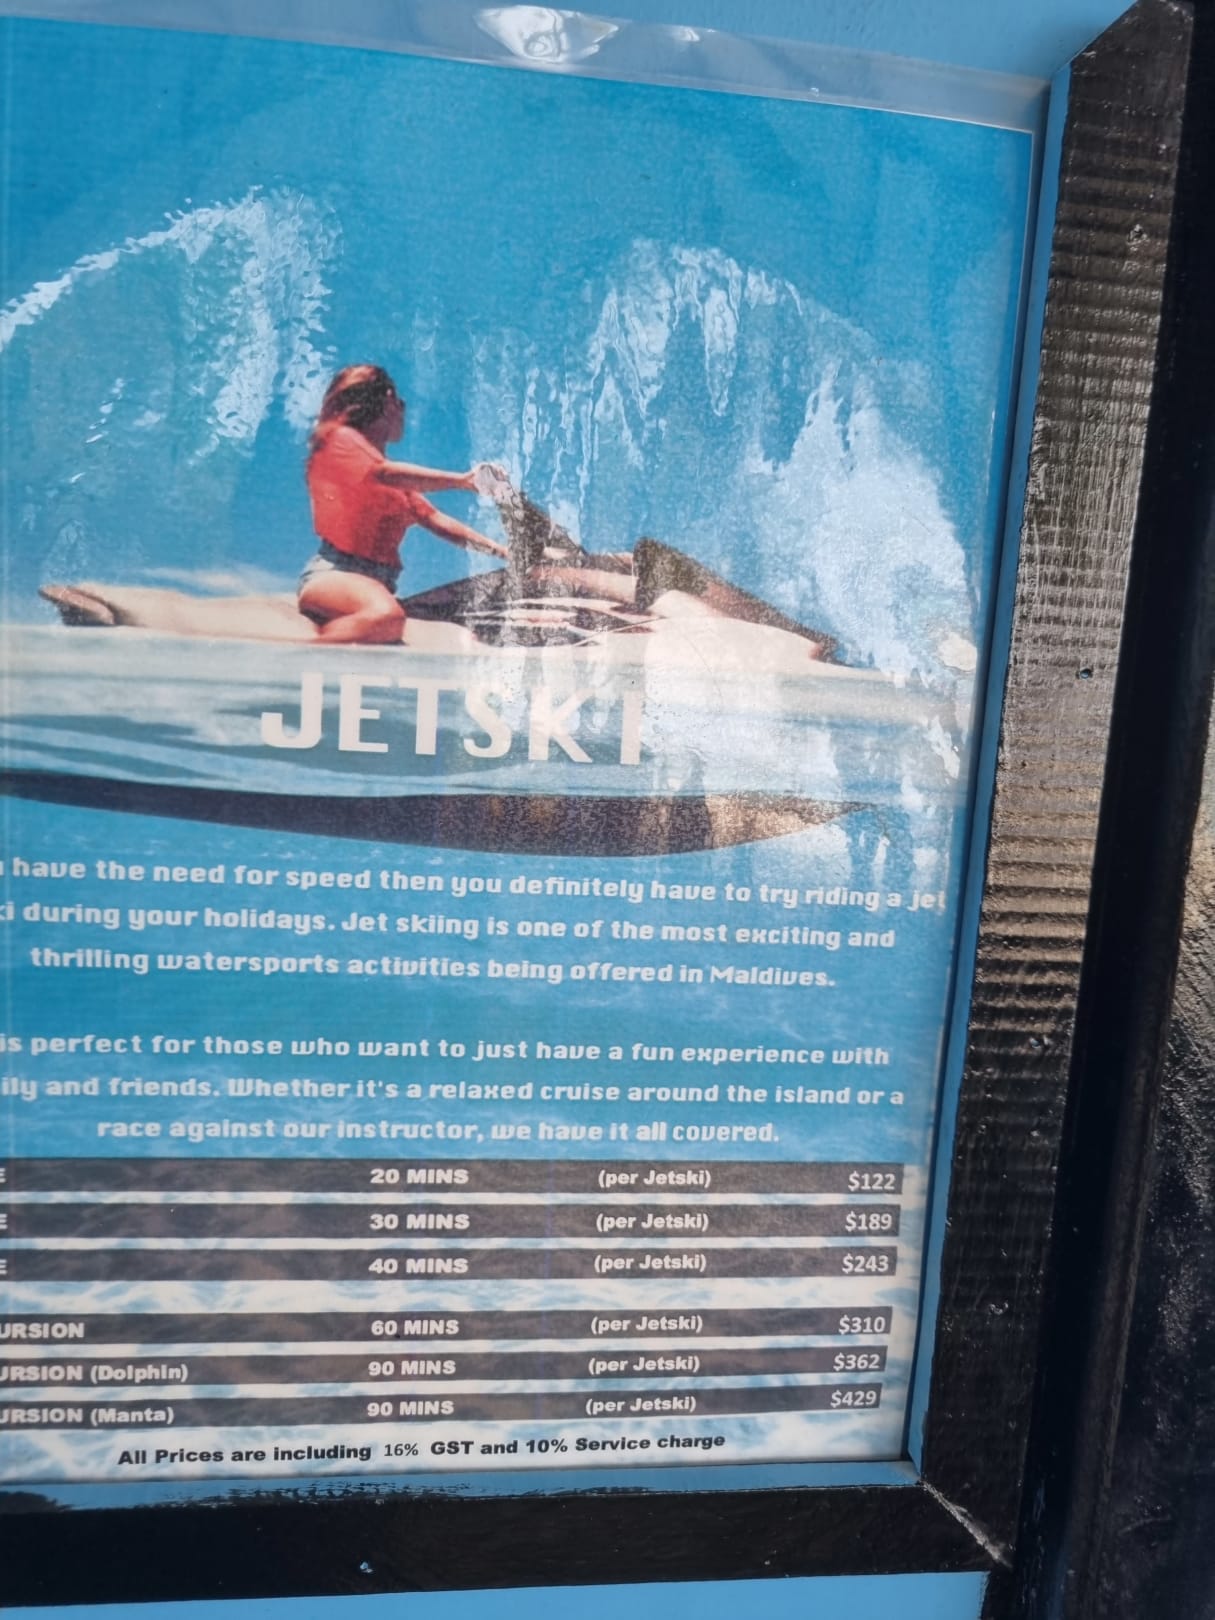 JETSKI
have the need for speed then you definitely have to try riding a jet
during your holidays. Jet skiing is one of the most exciting and
thrilling watersports activities being offered in Maldives.
is perfect for those who want to just have a fun experience with
ily and friends. Whether it's a relaxed cruise around the island or a
race against our instructor, we have it all covered.
E 20 MINS (per Jetski) $122
E 30 MINS (per Jetski) $189
E 40 MINS (per Jetski) $243
URSION 60 MINS (per Jetski) $310
URSION (Dolphin) 90 MINS (per Jetski) $362
URSION (Manta) 90 MINS (per Jetski) $429
All Prices are including 16% GST and 10% Service charge